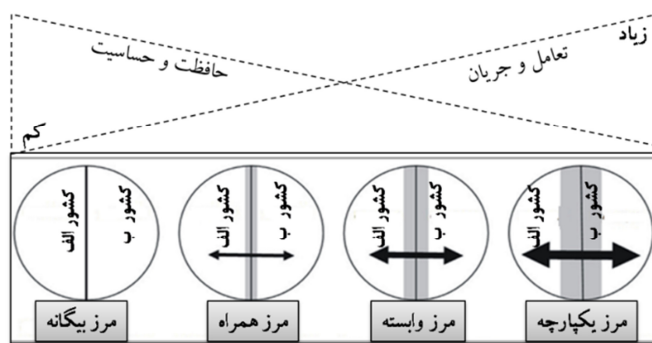 زیاد
تعامل و جریان
حافظت و حساسیت
کم
کشور الف
کشور ب
کشور الف
کشور ب
کشور الف
کشور ب
کشور الف
کشور ب
مرز یکپارچه
مرز وابسته
مرز همراه
مرز بیگانه